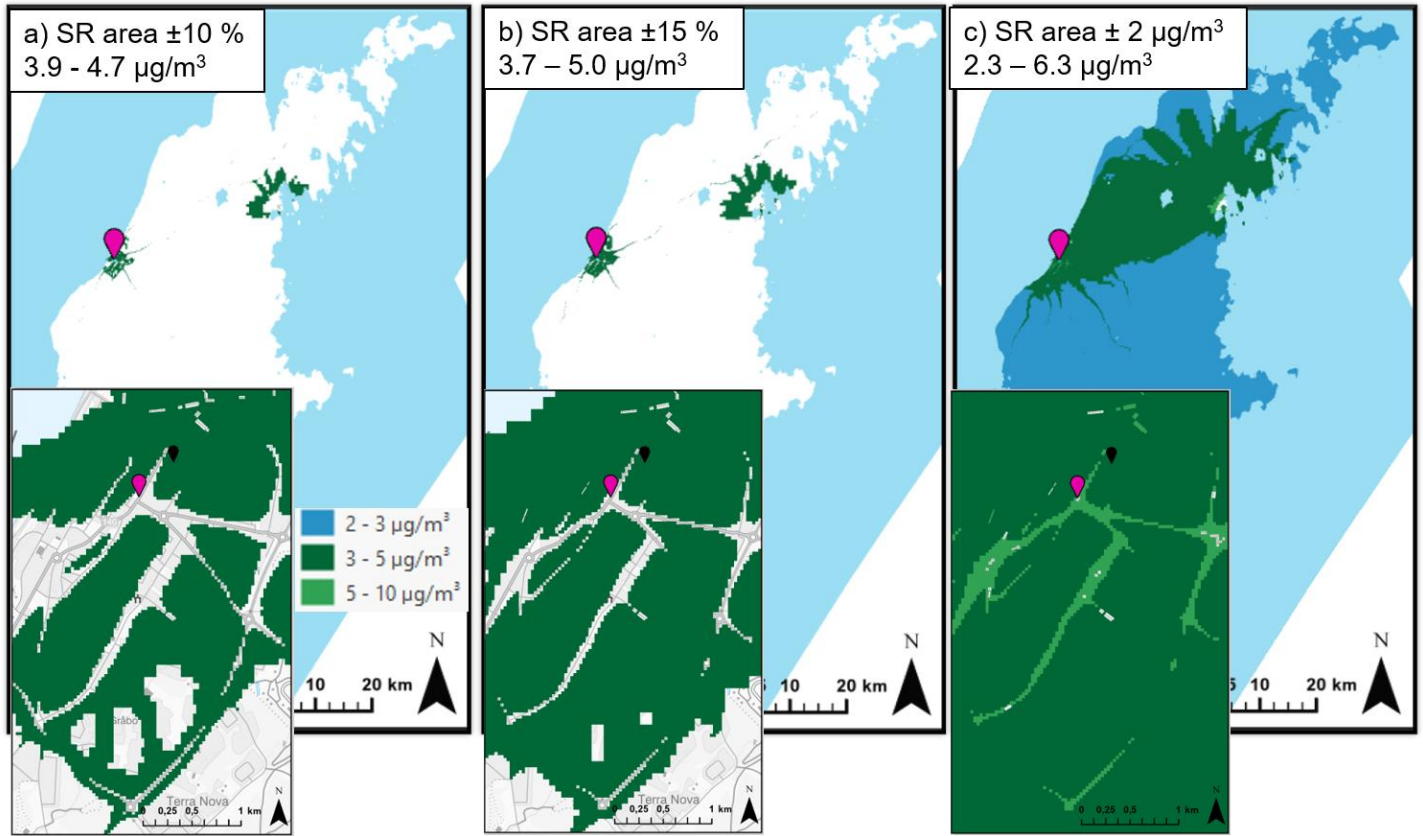 a) SR area ±10 %
3.9 - 4.7 µg/m³
b) SR area ±15 %
3.7 – 5.0 µg/m³
c) SR area ± 2 µg/m³
2.3 – 6.3 µg/m³
2 - 3 µg/m³
3 - 5 µg/m³
5 - 10 µg/m³
N
10 20 km
N
10 20 km
N
5 10 20 km
Gråbo
Terra Nova
0 0,25 0,5 1 km
N
Terra Nova
0 0,25 0,5 1 km
N
0 0,25 0,5 1 km
N